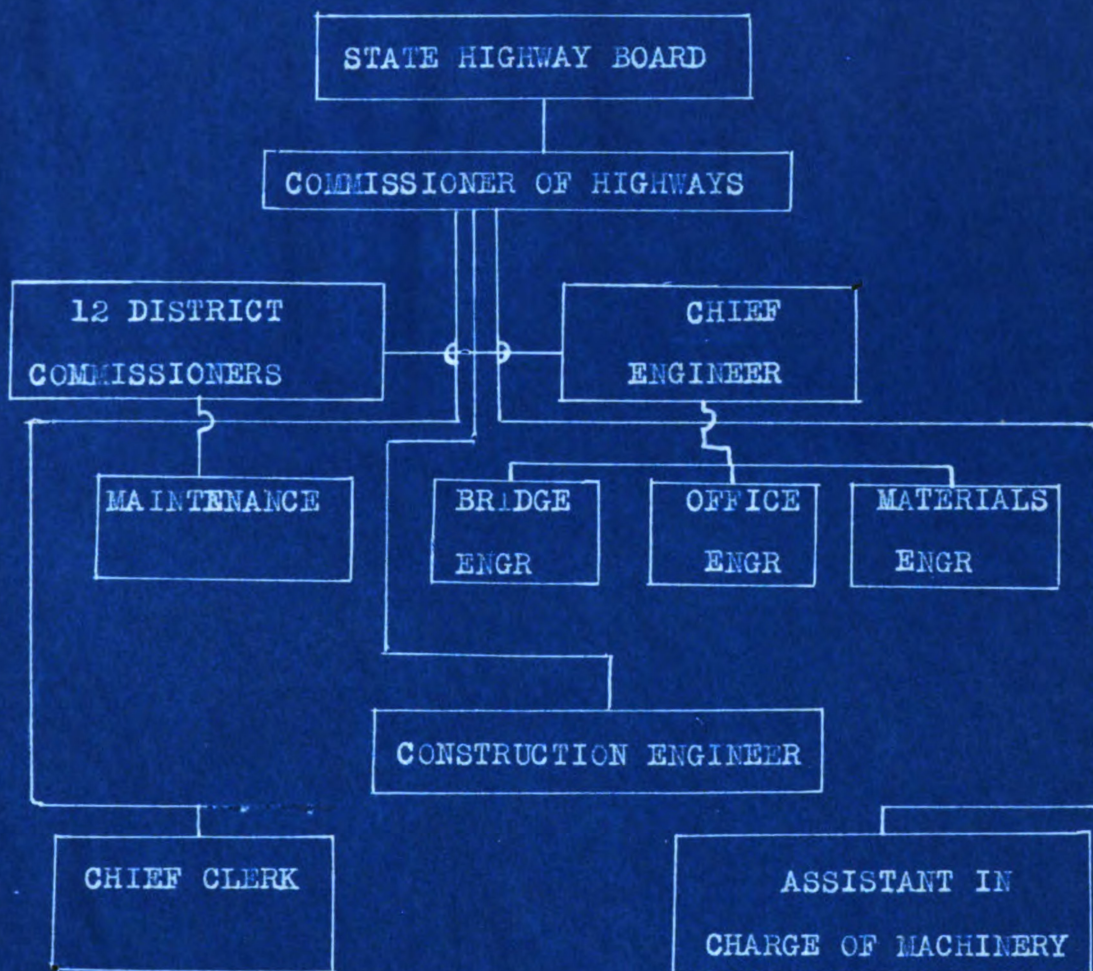 STATE HIGHWAY BOARD
COMMISSIONER OF HIGHWAYS
12 DISTRICT
COMMISSIONERS
CHIEF
ENGINEER
MAINTENANCE
BRIDGE
ENGR
OFFICE
ENGR
MATERIALS
ENGR
CONSTRUCTION ENGINEER
CHIEF CLERK
ASSISTANT IN
CHARGE OF MACHINERY